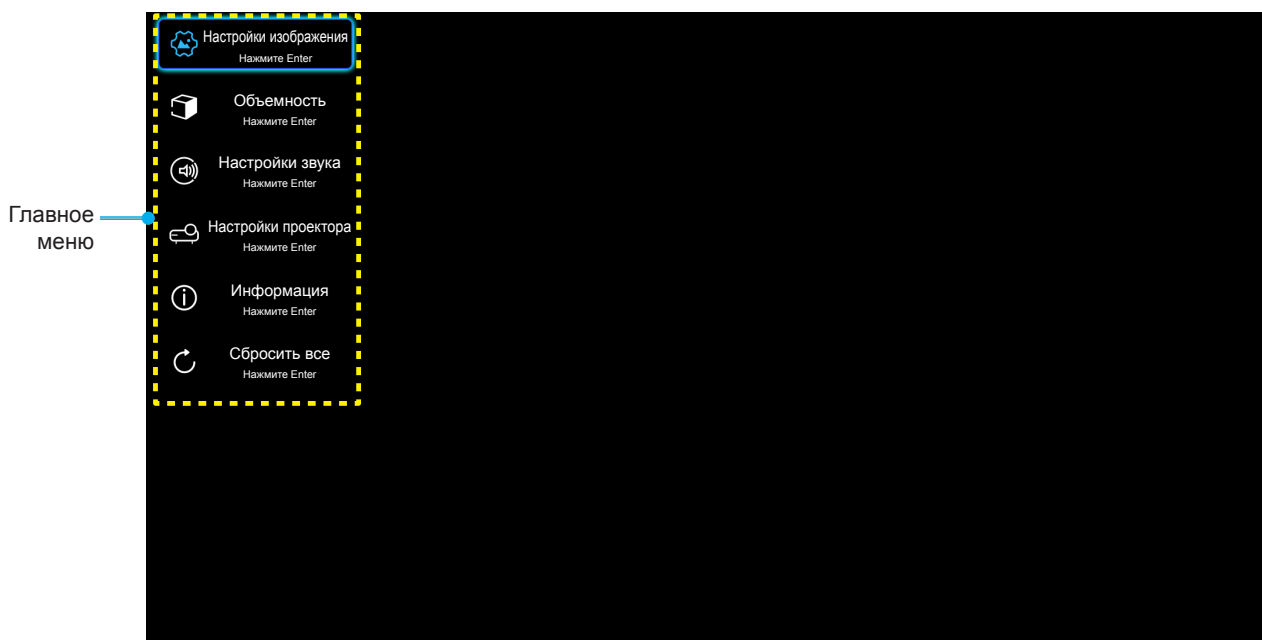 Настройки изображения
Нажмите Enter
Объемность
Нажмите Enter
Настройки звука
Нажмите Enter
Главное
меню
Настройки проектора
Нажмите Enter
Информация
Нажмите Enter
Сбросить все
Нажмите Enter